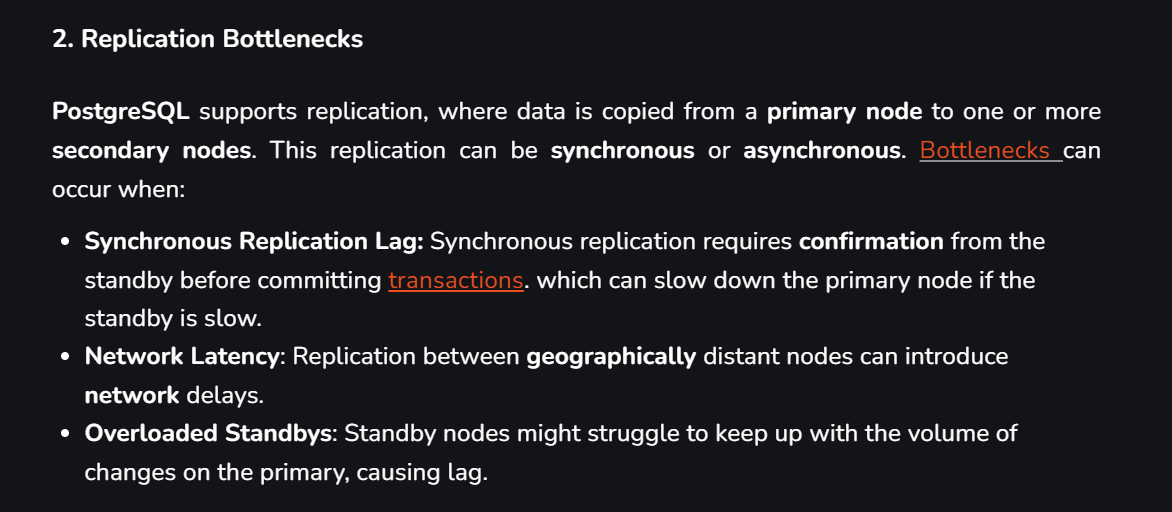 2. Replication Bottlenecks
PostgreSQL supports replication, where data is copied from a primary node to one or more
secondary nodes. This replication can be synchronous or asynchronous. Bottlenecks can
occur when:
• Synchronous Replication Lag: Synchronous replication requires confirmation from the
standby before committing transactions. which can slow down the primary node if the
standby is slow.
• Network Latency: Replication between geographically distant nodes can introduce
network delays.
• Overloaded Standbys: Standby nodes might struggle to keep up with the volume of
changes on the primary, causing lag.